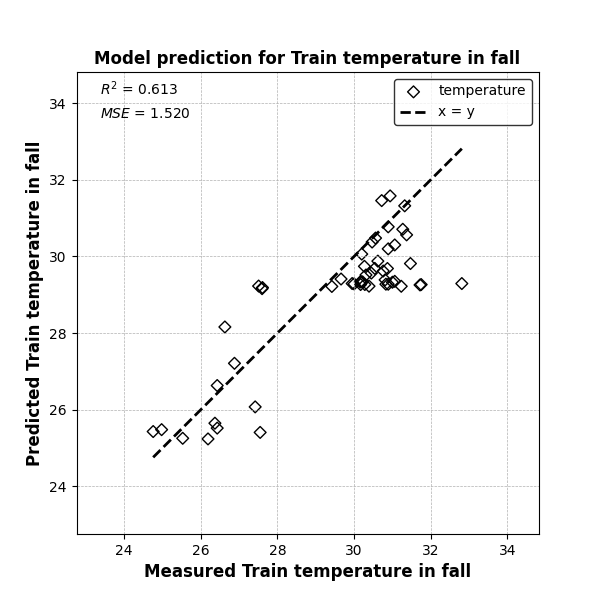 Model prediction for Train temperature in fall
R² = 0.613
MSE = 1.520
temperature
x = y
34
32
30
28
26
24
Predicted Train temperature in fall
24 26 28 30 32 34
Measured Train temperature in fall